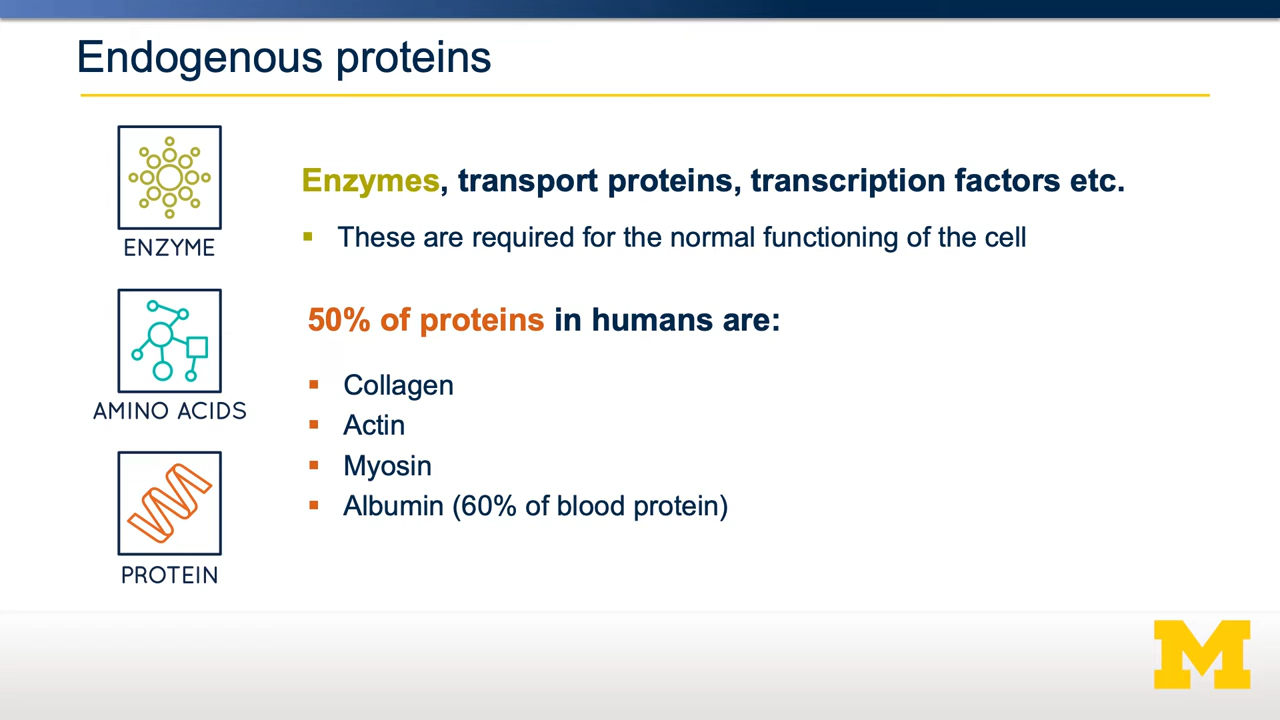 Endogenous proteins
ENZYME
Enzymes, transport proteins, transcription factors etc.
▪ These are required for the normal functioning of the cell
AMINO ACIDS
50% of proteins in humans are:
▪ Collagen
▪ Actin
▪ Myosin
▪ Albumin (60% of blood protein)
PROTEIN
M